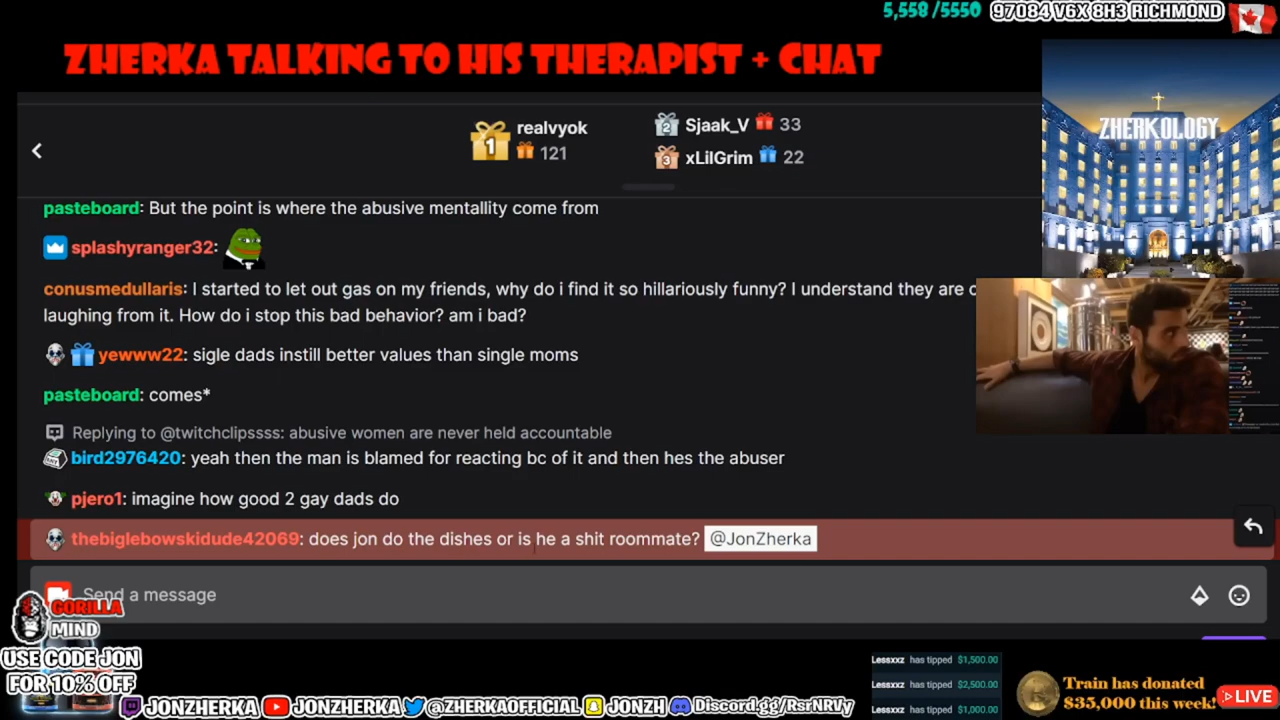 5,558 /5550
97084 V6X 8H3 RICHMOND
ZHERKA TALKING TO HIS THERAPIST + CHAT
ZHERKOLOGY
1 realvyok
121
2 Sjaak_V 33
3 xLilGrim 22
pasteboard: But the point is where the abusive mentallity come from
splashyranger32:
conusmedullaris: I started to let out gas on my friends, why do i find it so hillariously funny? I understand they are
laughing from it. How do i stop this bad behavior? am i bad?
yewww22: sigle dads instill better values than single moms
pasteboard: comes*
Replying to @twitchclipssss: abusive women are never held accountable
bird2976420: yeah then the man is blamed for reacting bc of it and then hes the abuser
pjero1: imagine how good 2 gay dads do
thebiglebowskidude42069: does jon do the dishes or is he a shit roommate? @JonZherka
Send a message
GORILLA
MIND
USE CODE JON
FOR 10% OFF
Lessxxz has tipped $1,500.00
Lessxxz has tipped $2,500.00
Lessxxz has tipped $1,000.00
Train has donated
$35,000 this week!
LIVE
JONZHERKA JONZHERKA @ZHERKAOFFICIAL JONZH Discord.gg/RsrNRVy